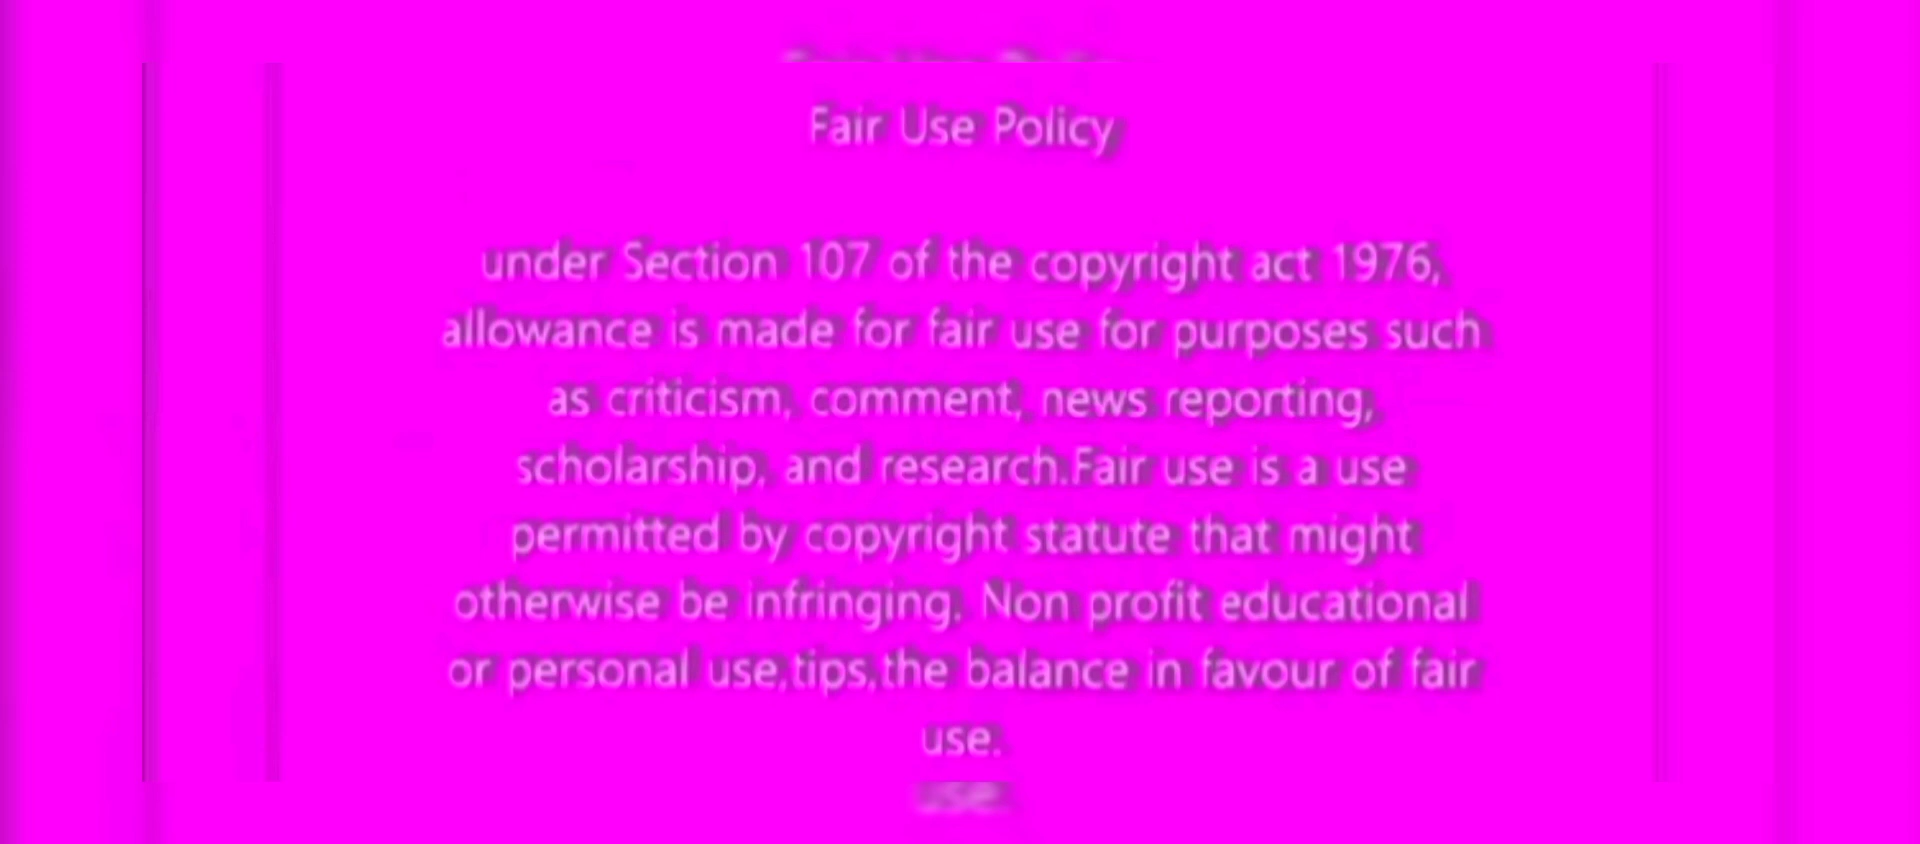 Fair Use Policy
under Section 107 of the copyright act 1976,
allowance is made for fair use for purposes such
as criticism, comment, news reporting,
scholarship, and research.Fair use is a use
permitted by copyright statute that might
otherwise be infringing. Non profit educational
or personal use,tips,the balance in favour of fair
use.
use.